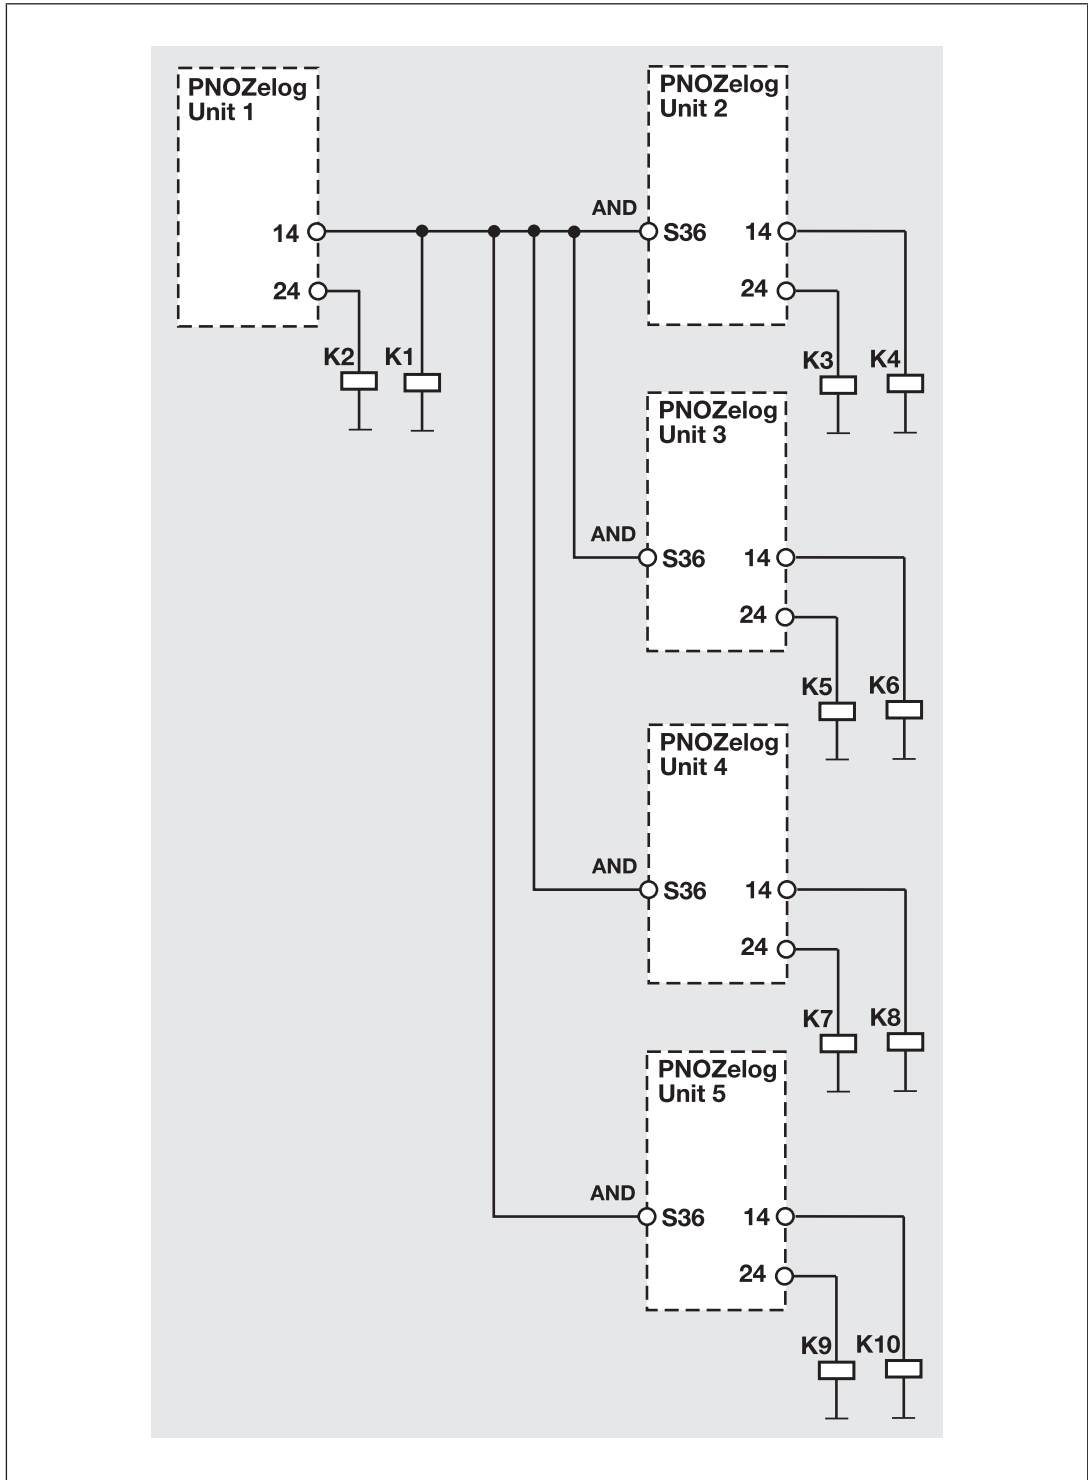 PNOZelog
Unit 1
14
24
K2
K1
PNOZelog
Unit 2
AND
S36
14
24
K3
K4
PNOZelog
Unit 3
AND
S36
14
24
K5
K6
PNOZelog
Unit 4
AND
S36
14
24
K7
K8
PNOZelog
Unit 5
AND
S36
14
24
K9
K10